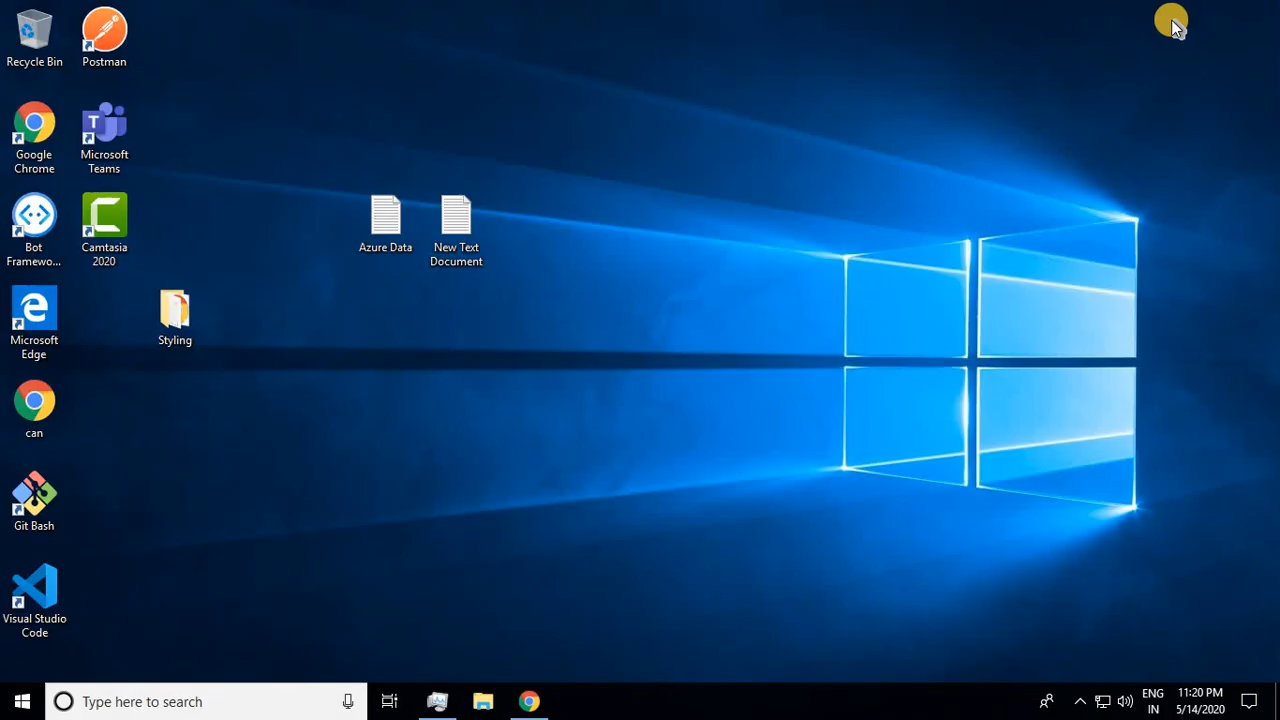 Recycle Bin
Postman
Google
Chrome
T
Microsoft
Teams
Bot
Framewo...
Camtasia
2020
Azure Data
New Text
Document
Microsoft
Edge
Styling
can
Git Bash
Visual Studio
Code
Type here to search
ENG
IN
11:20 PM
5/14/2020